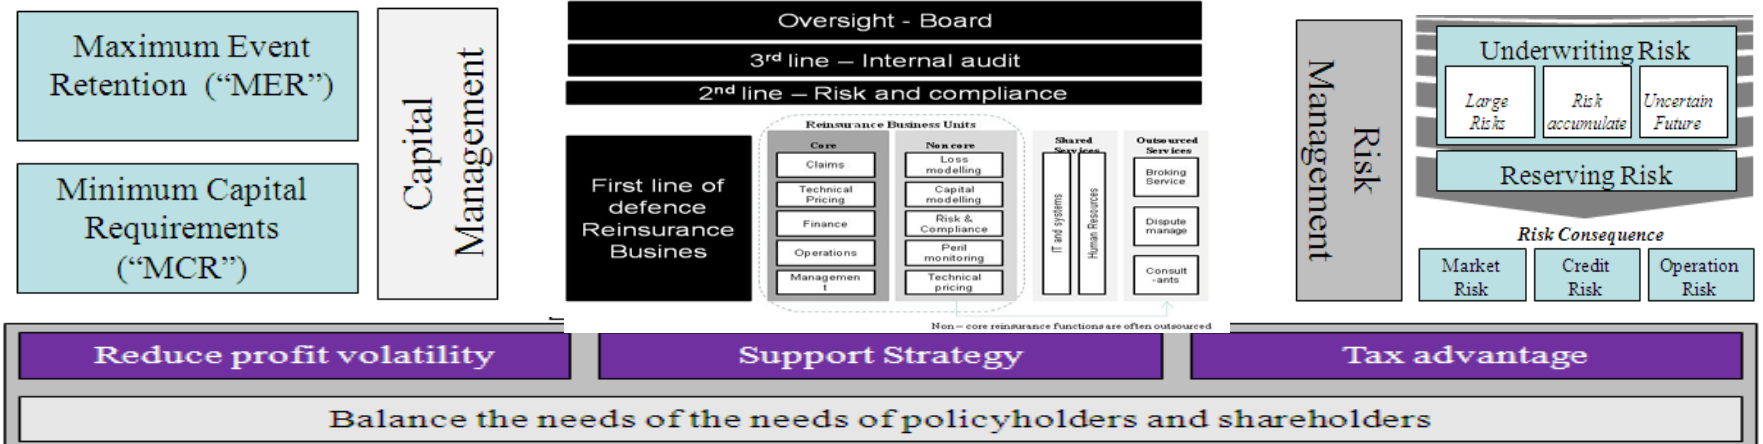 Maximum Event
Retention (“MER”)
Minimum Capital
Requirements
(“MCR”)
Capital
Management
Oversight - Board
3rd line – Internal audit
2nd line – Risk and compliance
First line of
defence
Reinsurance
Busines
Reinsurance Business Units
Core
Claims
Technical
Pricing
Finance
Operations
Managemen
t
Noncore
Loss
modelling
Capital
modelling
Risk &
Compliance
Peril
monitoring
Technical
pricing
Shared
Services
IT and systems
Human Resources
Outsourced
Services
Broking
Service
Dispute
manage
Consult
-ants
Non – core reinsurance functions are often outsourced
Risk
Management
Underwriting Risk
Large
Risks
Risk
accumulate
Uncertain
Future
Reserving Risk
Risk Consequence
Market
Risk
Credit
Risk
Operation
Risk
Reduce profit volatility
Support Strategy
Tax advantage
Balance the needs of the needs of policyholders and shareholders